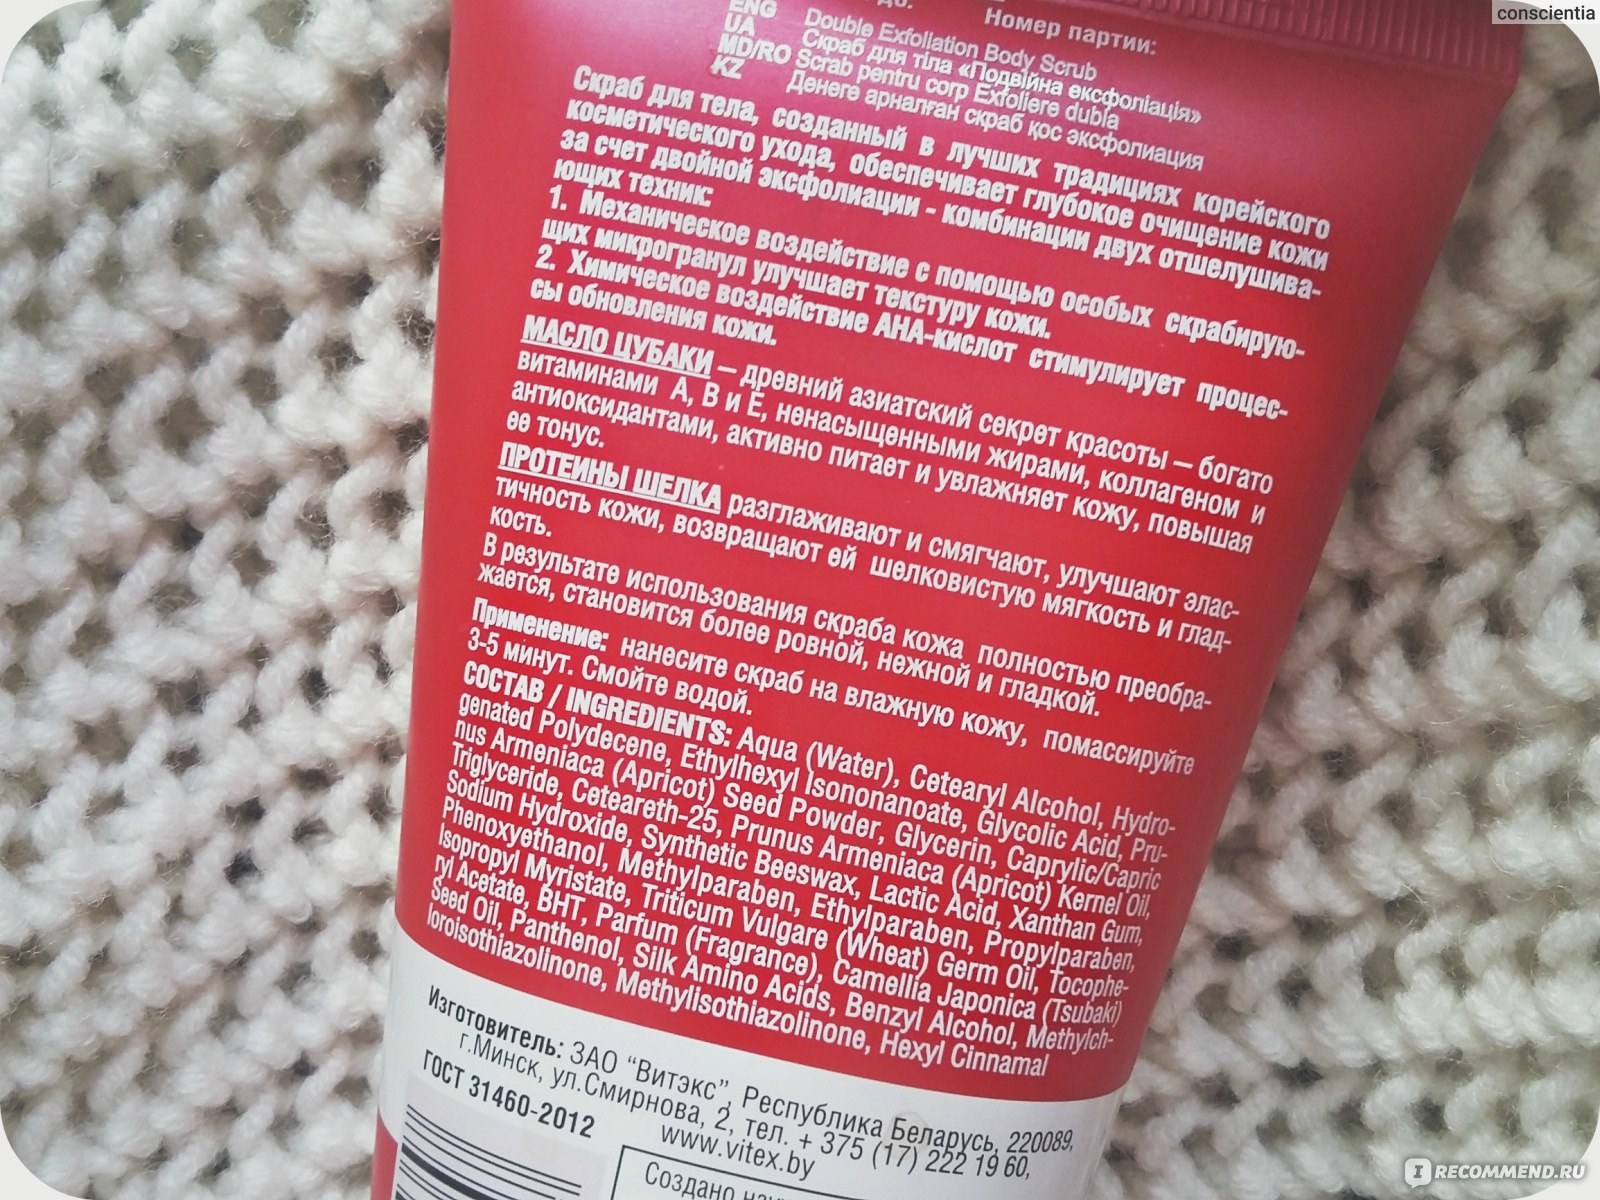 conscientia
до:
Номер партии:
ENG Double Exfoliation Body Scrub
UA Скраб для тіла «Подвійна ексфоліація»
MD/RO Scrab pentru corp Exfoliere dublă
KZ Денеге арналған скраб қос эксфолиация
Скраб для тела, созданный в лучших традициях корейского
косметического ухода, обеспечивает глубокое очищение кожи
за счет двойной эксфолиации - комбинации двух отшелушива-
ющих техник:
1. Механическое воздействие с помощью особых скрабирую-
щих микрогранул улучшает текстуру кожи.
2. Химическое воздействие АНА-кислот стимулирует процес-
сы обновления кожи.
МАСЛО ЦУБАКИ – древний азиатский секрет красоты – богато
витаминами А, В и Е, ненасыщенными жирами, коллагеном и
антиоксидантами, активно питает и увлажняет кожу, повышая
ее тонус.
ПРОТЕИНЫ ШЕЛКА разглаживают и смягчают, улучшают элас-
тичность кожи, возвращают ей шелковистую мягкость и глад-
кость.
В результате использования скраба кожа полностью преобра-
жается, становится более ровной, нежной и гладкой.
Применение: нанесите скраб на влажную кожу, помассируйте
3-5 минут. Смойте водой.
СОСТАВ / INGREDIENTS: Aqua (Water), Cetearyl Alcohol, Hydro-
genated Polydecene, Ethylhexyl Isononanoate, Glycolic Acid, Pru-
nus Armeniaca (Apricot) Seed Powder, Glycerin, Caprylic/Capric
Triglyceride, Ceteareth-25, Prunus Armeniaca (Apricot) Kernel Oil,
Sodium Hydroxide, Synthetic Beeswax, Lactic Acid, Xanthan Gum,
Phenoxyethanol, Methylparaben, Ethylparaben, Propylparaben,
Isopropyl Myristate, Triticum Vulgare (Wheat) Germ Oil, Tocophe-
ryl Acetate, BHT, Parfum (Fragrance), Camellia Japonica (Tsubaki)
Seed Oil, Panthenol, Silk Amino Acids, Benzyl Alcohol, Methylch-
loroisothiazolinone, Methylisothiazolinone, Hexyl Cinnamal
Изготовитель: ЗАО "Витэкс", Республика Беларусь, 220089,
г.Минск, ул.Смирнова, 2, тел. + 375 (17) 222 19 60,
ГОСТ 31460-2012 www.vitex.by
Создано
IRECOMMEND.RU